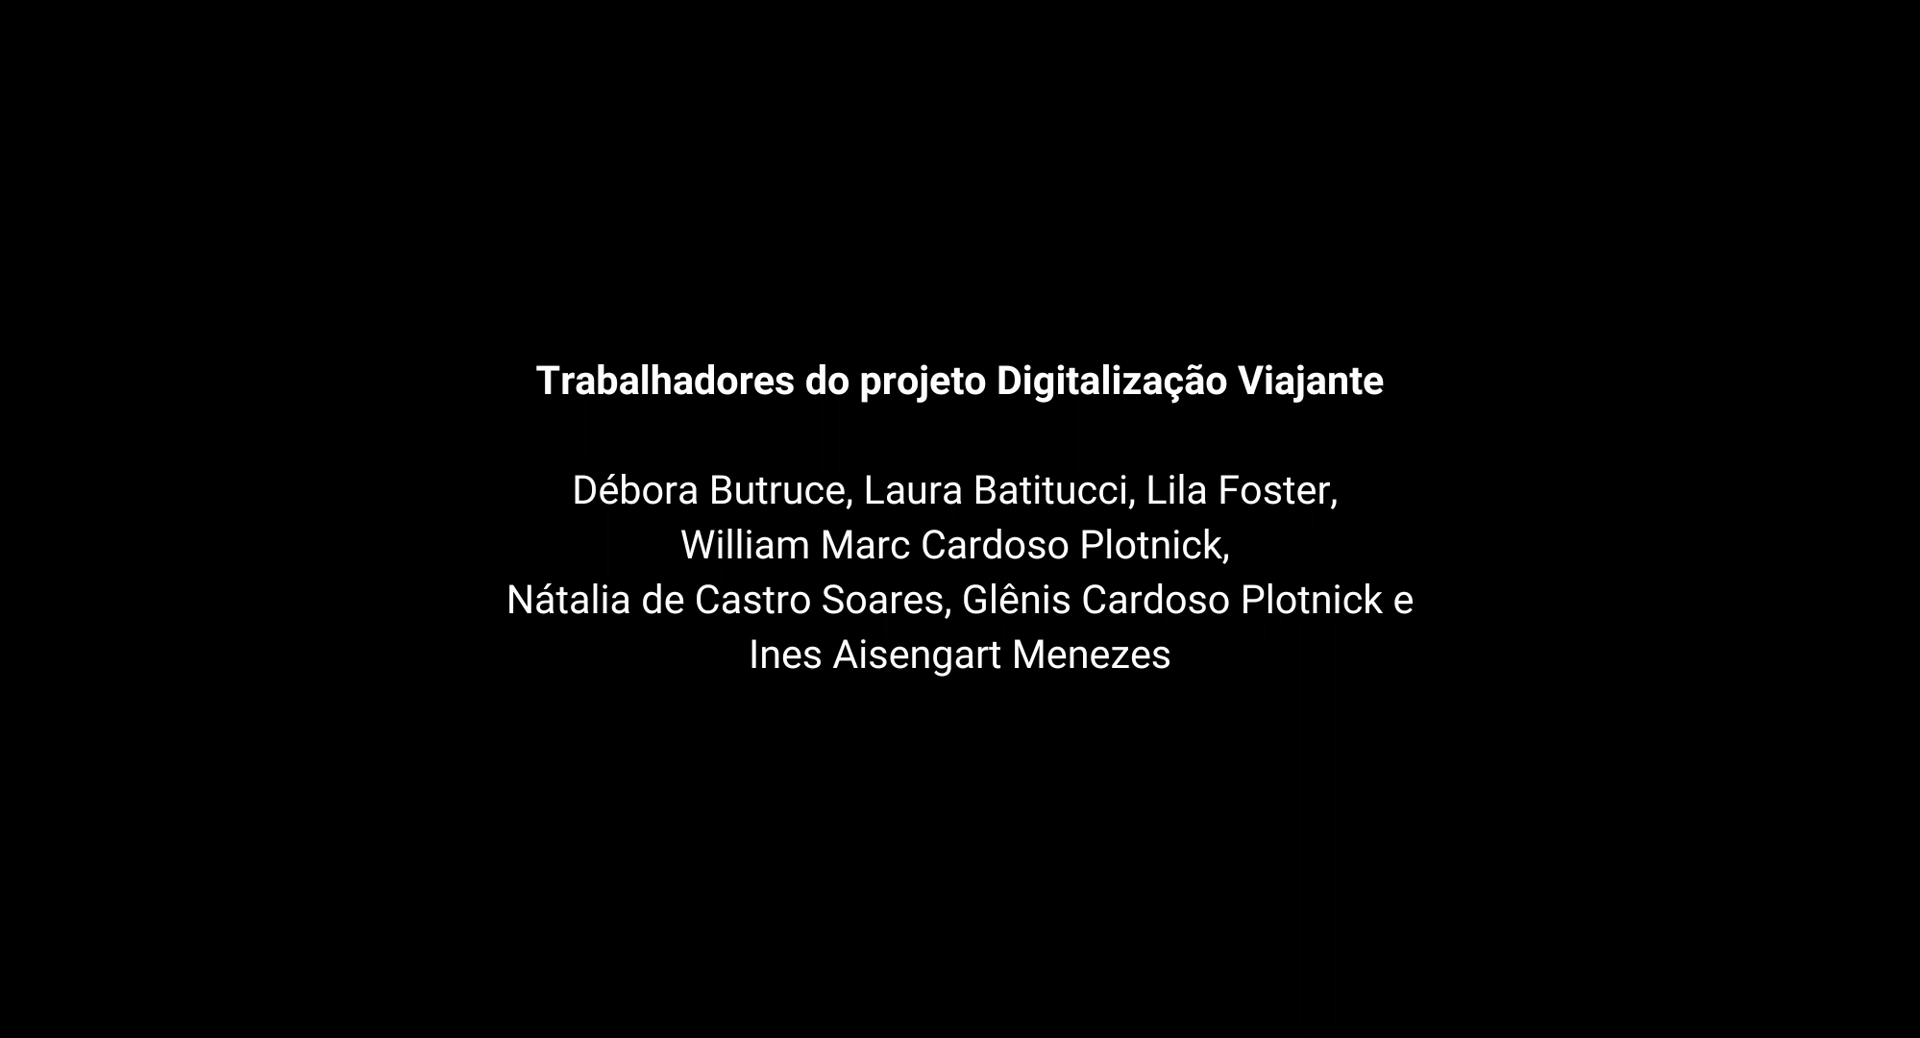 Trabalhadores do projeto Digitalização Viajante
Débora Butruce, Laura Batitucci, Lila Foster,
William Marc Cardoso Plotnick,
Nátalia de Castro Soares, Glênis Cardoso Plotnick e
Ines Aisengart Menezes